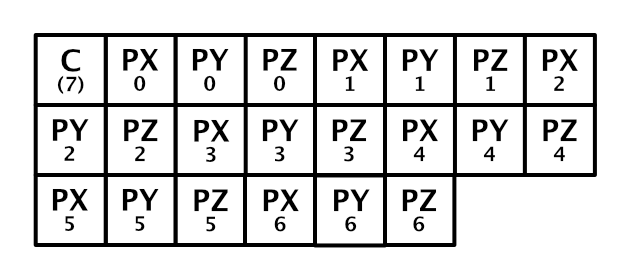 C PX PY PZ PX PY PZ PX
(7) 0 0 0 1 1 1 2
PY PZ PX PY PZ PX PY PZ
2 2 3 3 3 4 4 4
PX PY PZ PX PY PZ
5 5 5 6 6 6